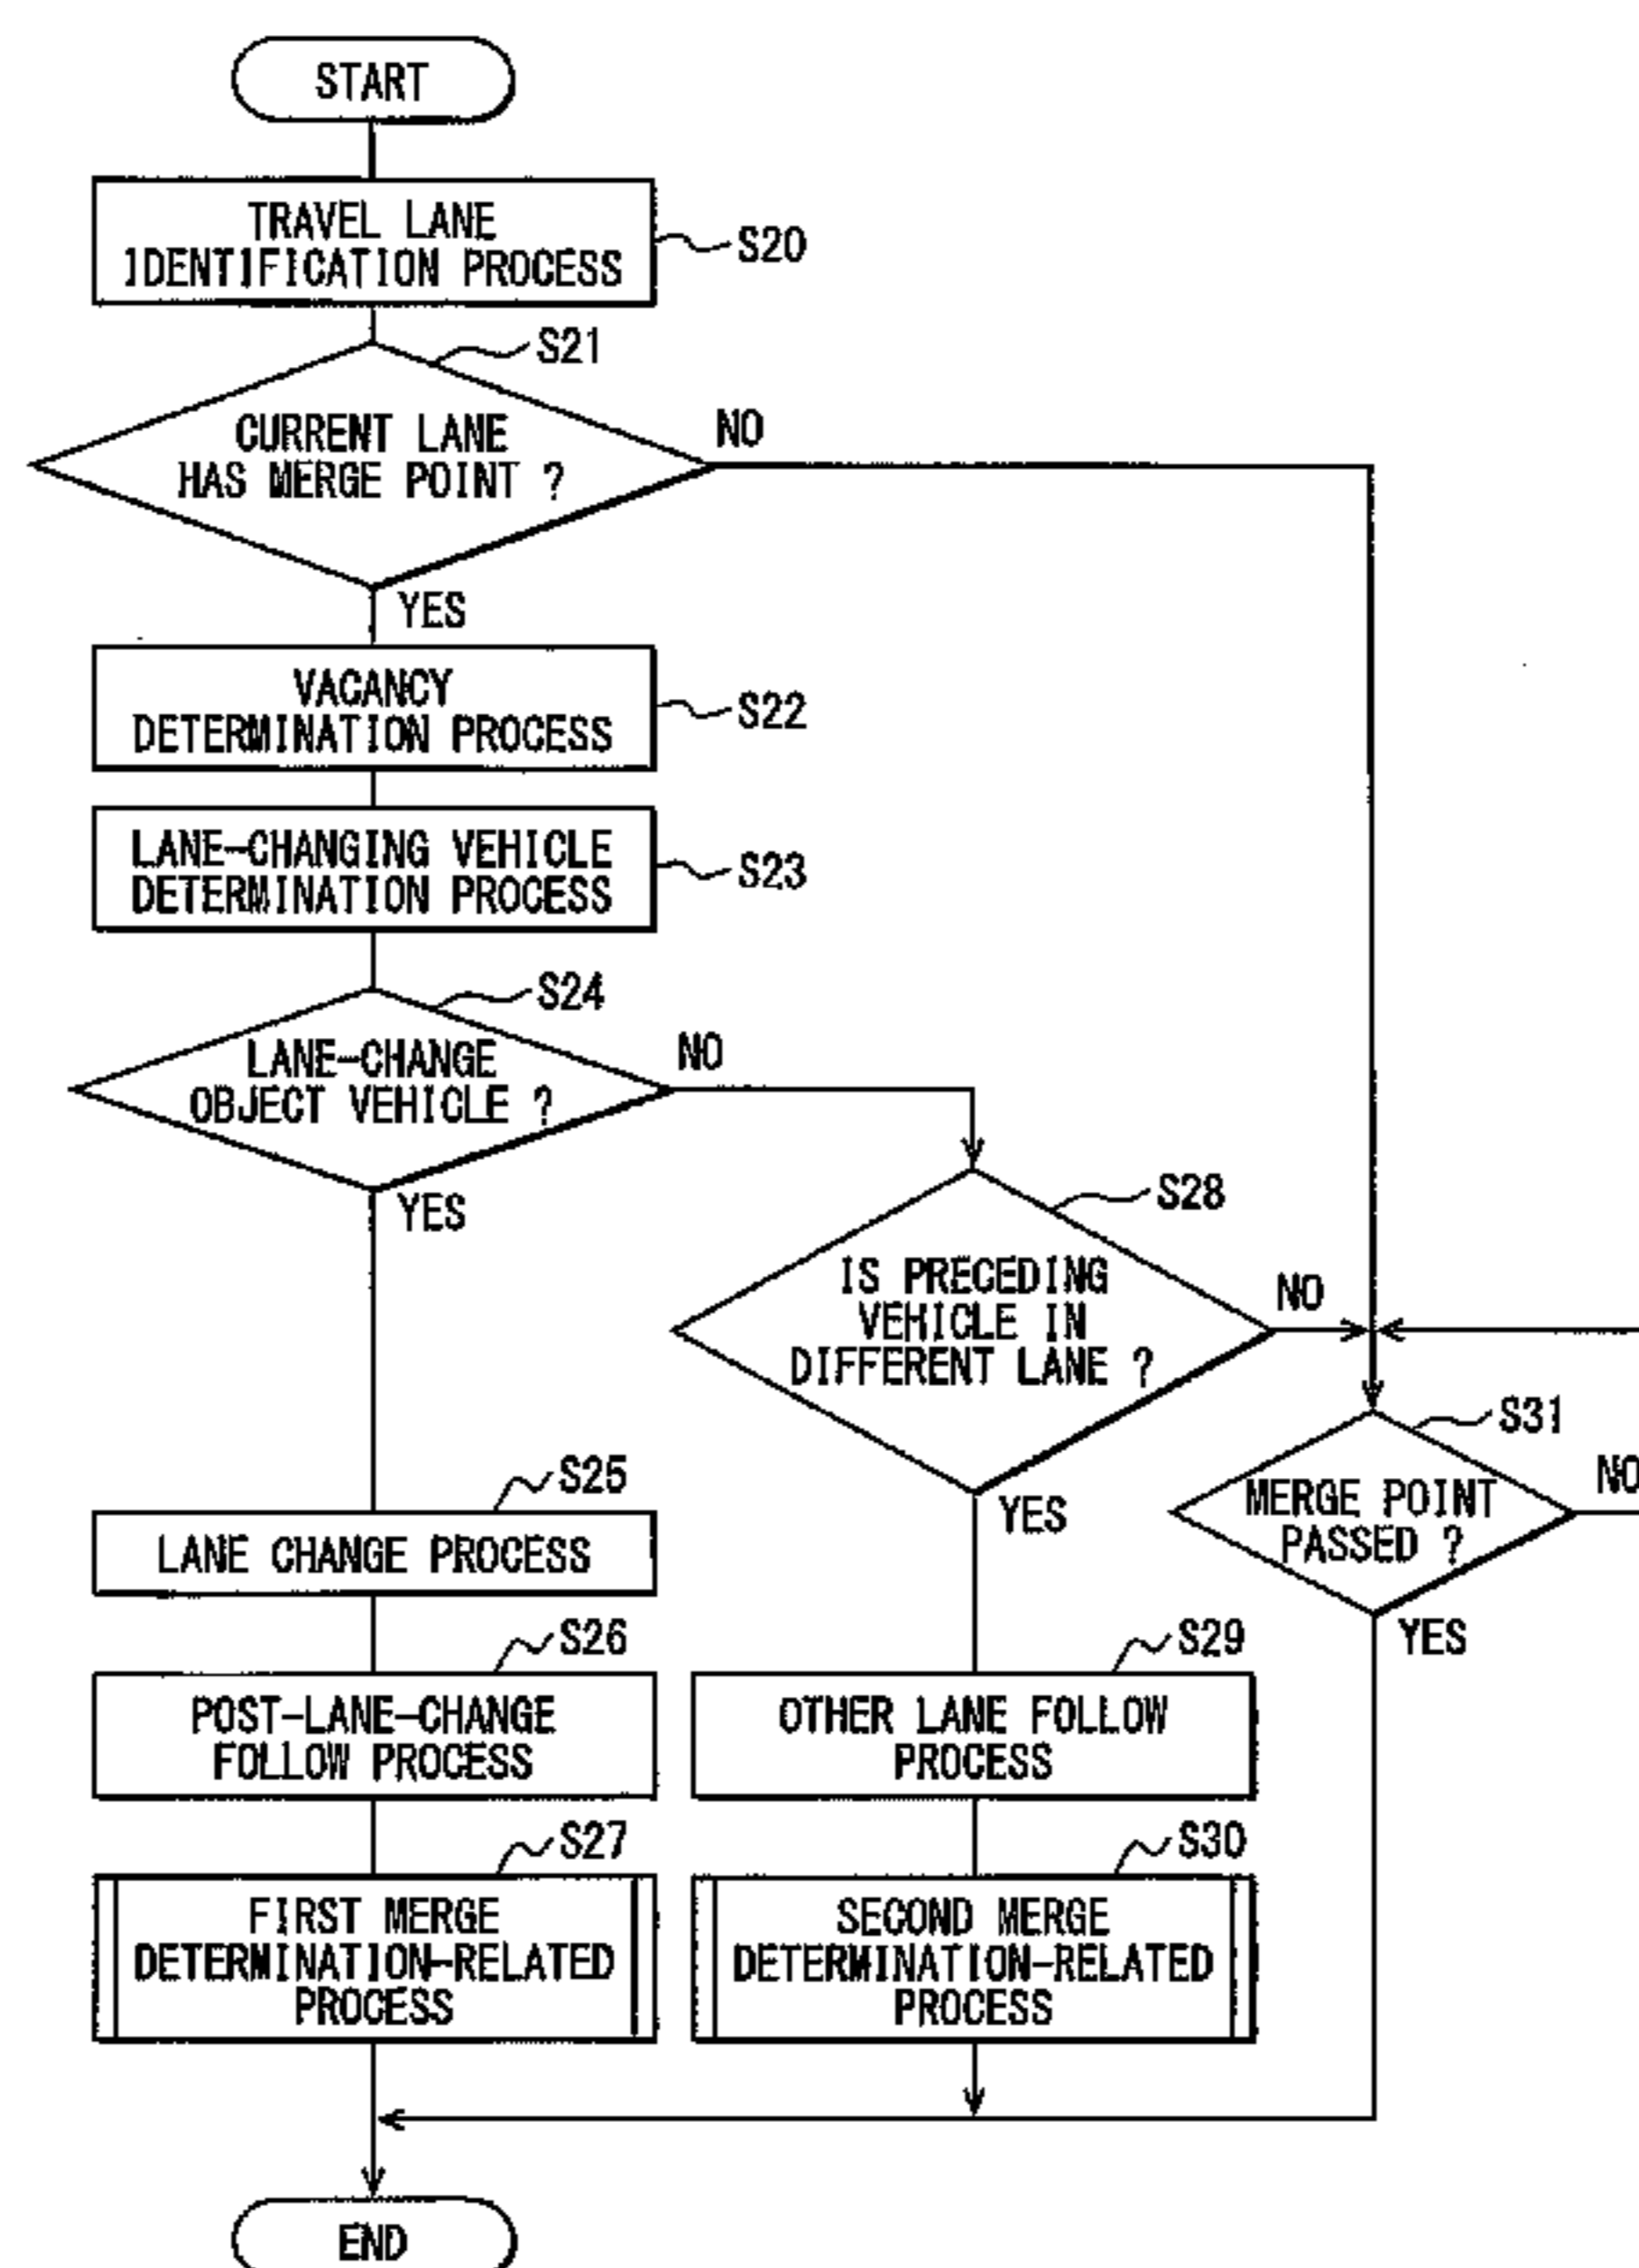 START
TRAVEL LANE
IDENTIFICATION PROCESS
S20
S21
CURRENT LANE
HAS MERGE POINT ?
NO
YES
VACANCY
DETERMINATION PROCESS
S22
LANE-CHANGING VEHICLE
DETERMINATION PROCESS
S23
S24
LANE-CHANGE
OBJECT VEHICLE ?
NO
YES
S28
IS PRECEDING
VEHICLE IN
DIFFERENT LANE ?
NO
YES
S31
MERGE POINT
PASSED ?
NO
YES
S25
LANE CHANGE PROCESS
S26
POST-LANE-CHANGE
FOLLOW PROCESS
S29
OTHER LANE FOLLOW
PROCESS
S27
FIRST MERGE
DETERMINATION-RELATED
PROCESS
S30
SECOND MERGE
DETERMINATION-RELATED
PROCESS
END